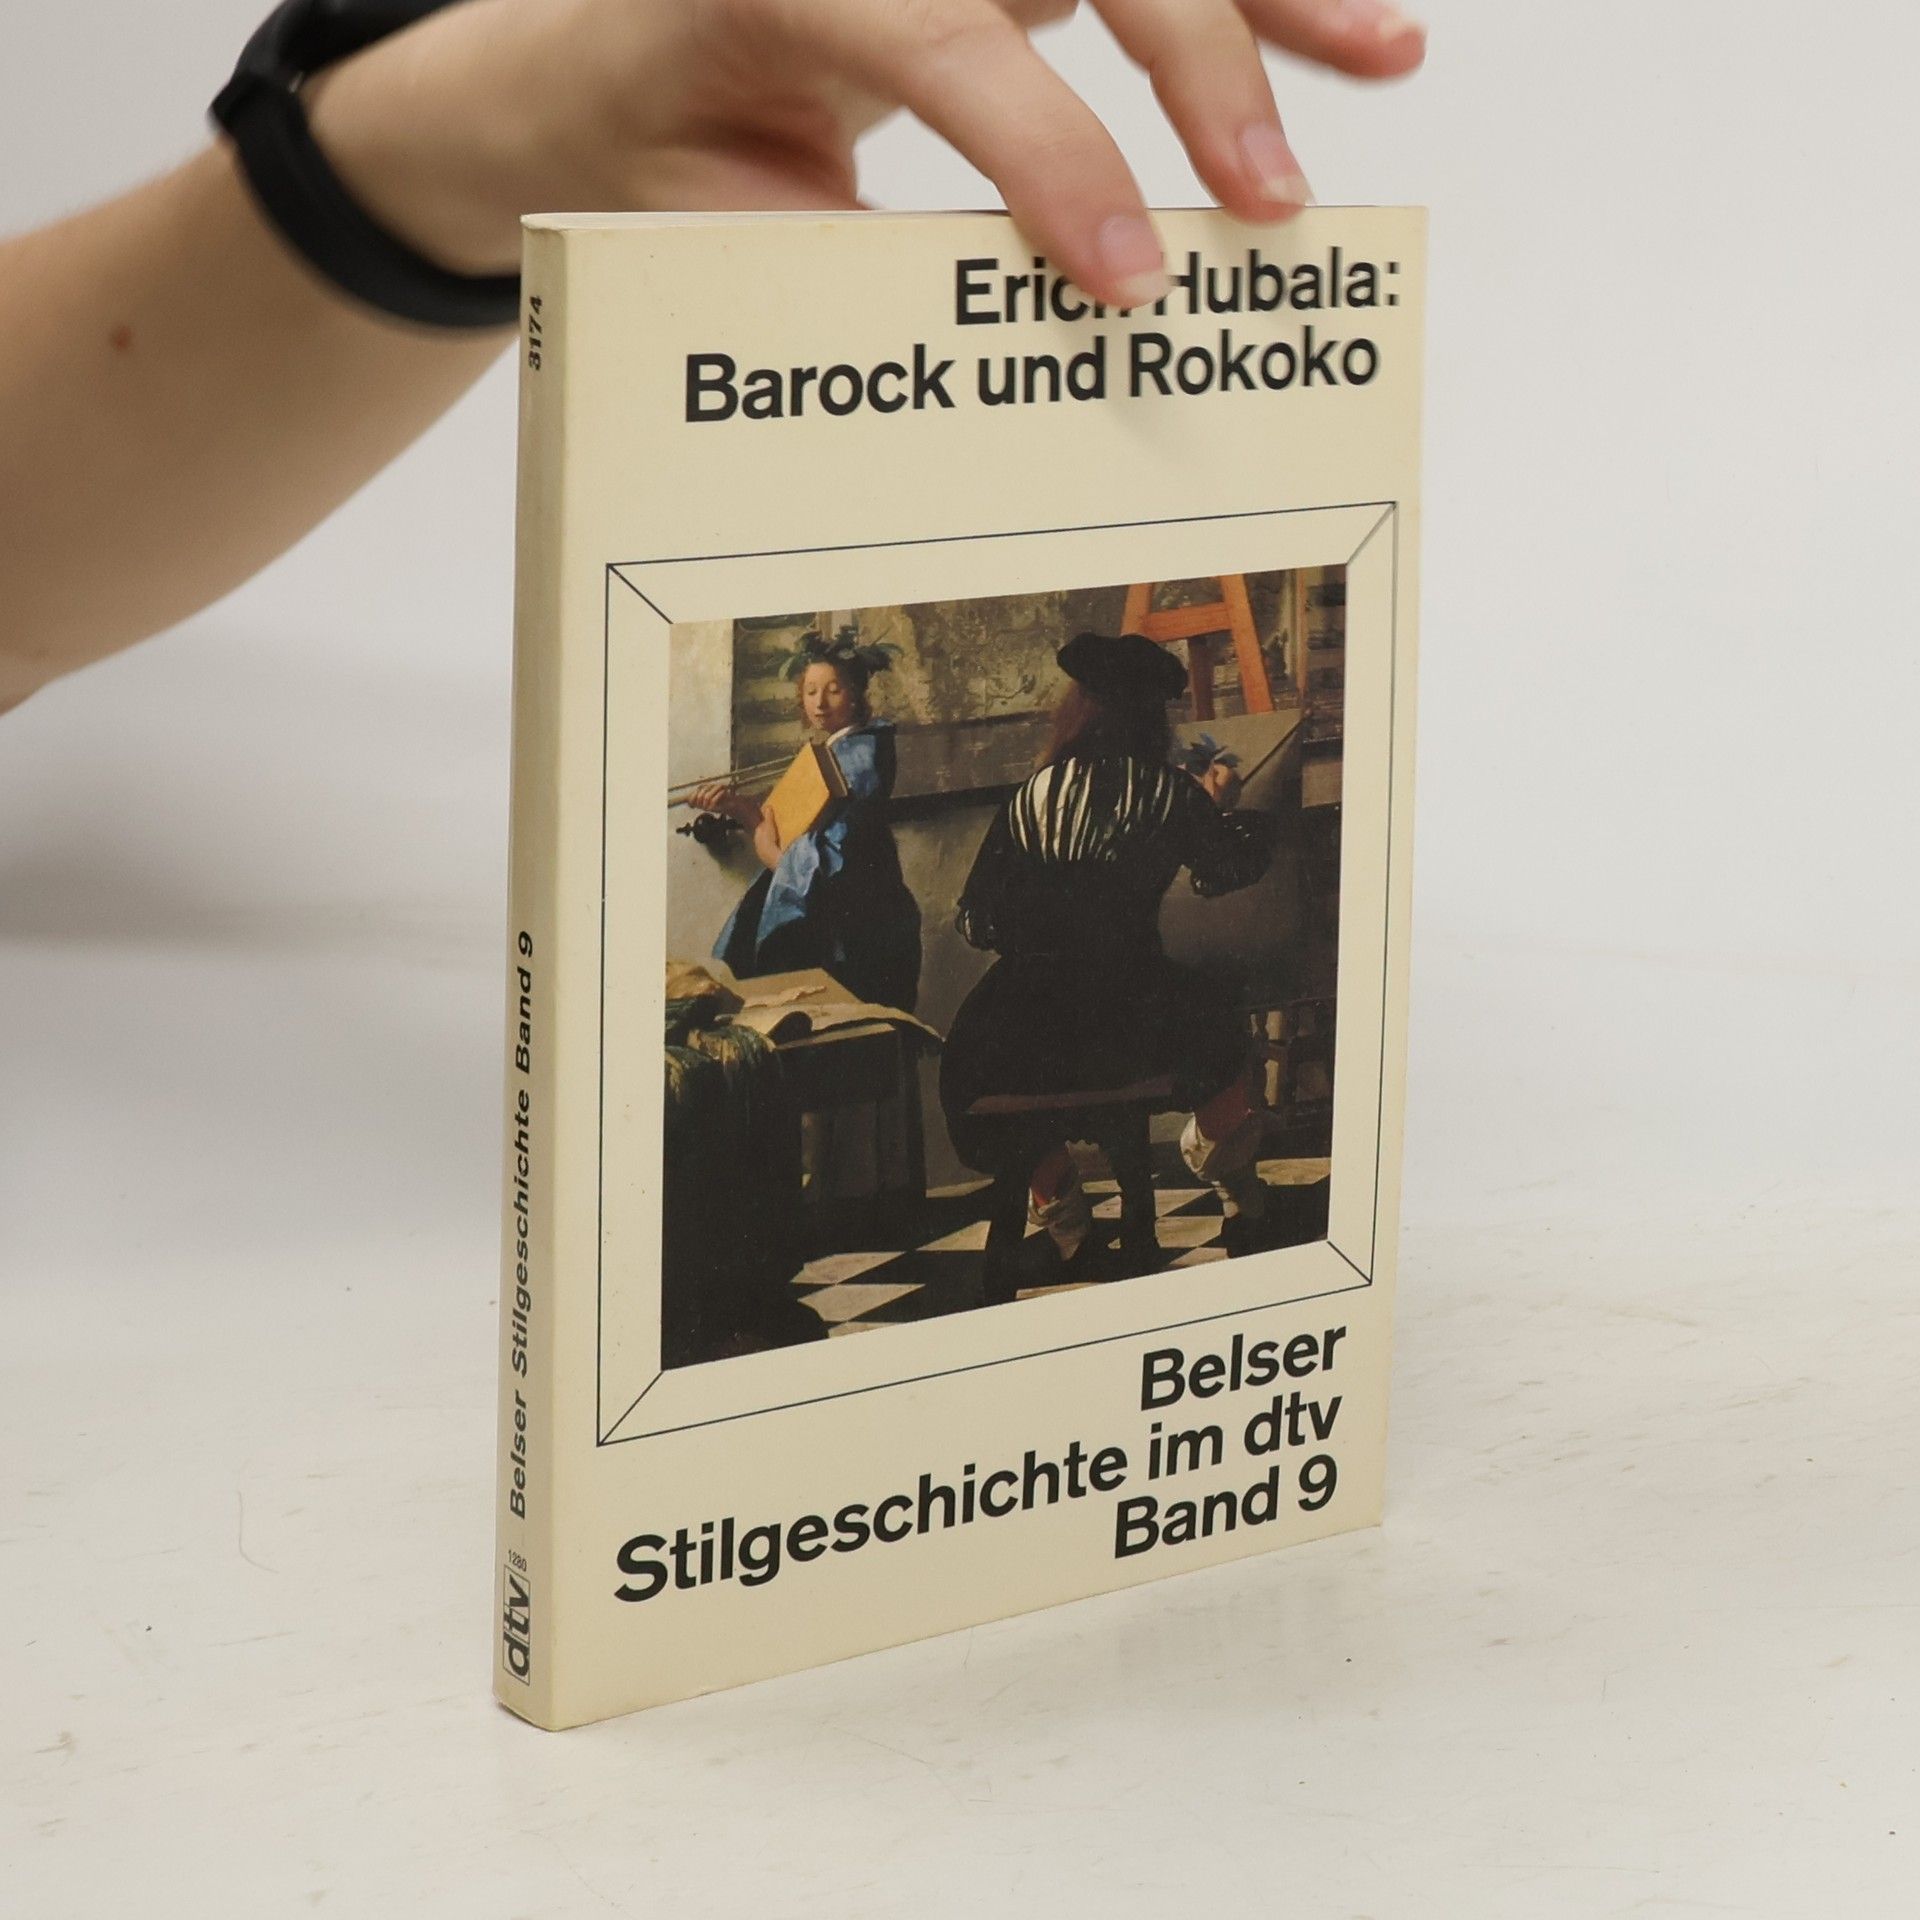 Erich Hubala:
Barock und Rokoko
Belser
Stilgeschichte im dtv
Band 9
3174
Belser Stilgeschichte Band 9
1280
dtv